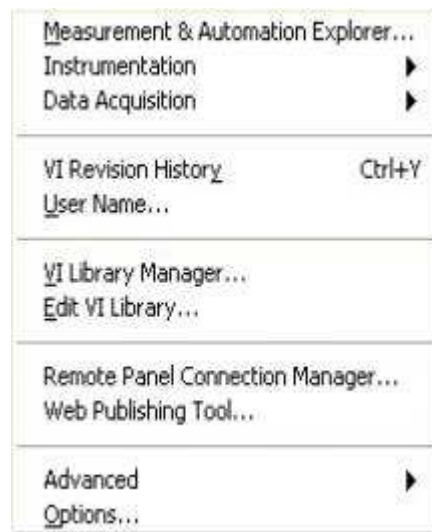 Measurement & Automation Explorer...
Instrumentation
Data Acquisition
VI Revision History Ctrl+Y
User Name...
VI Library Manager...
Edit VI Library...
Remote Panel Connection Manager...
Web Publishing Tool...
Advanced
Options...